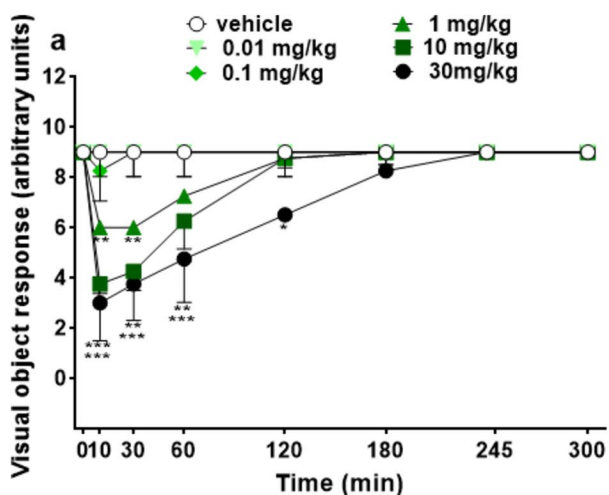 a
vehicle
0.01 mg/kg
0.1 mg/kg
1 mg/kg
10 mg/kg
30mg/kg
Visual object response (arbitrary units)
12
10
8
6
4
2
0
**
**
*
**
***
**
***
***
***
0 10 30 60 120 180 245 300
Time (min)